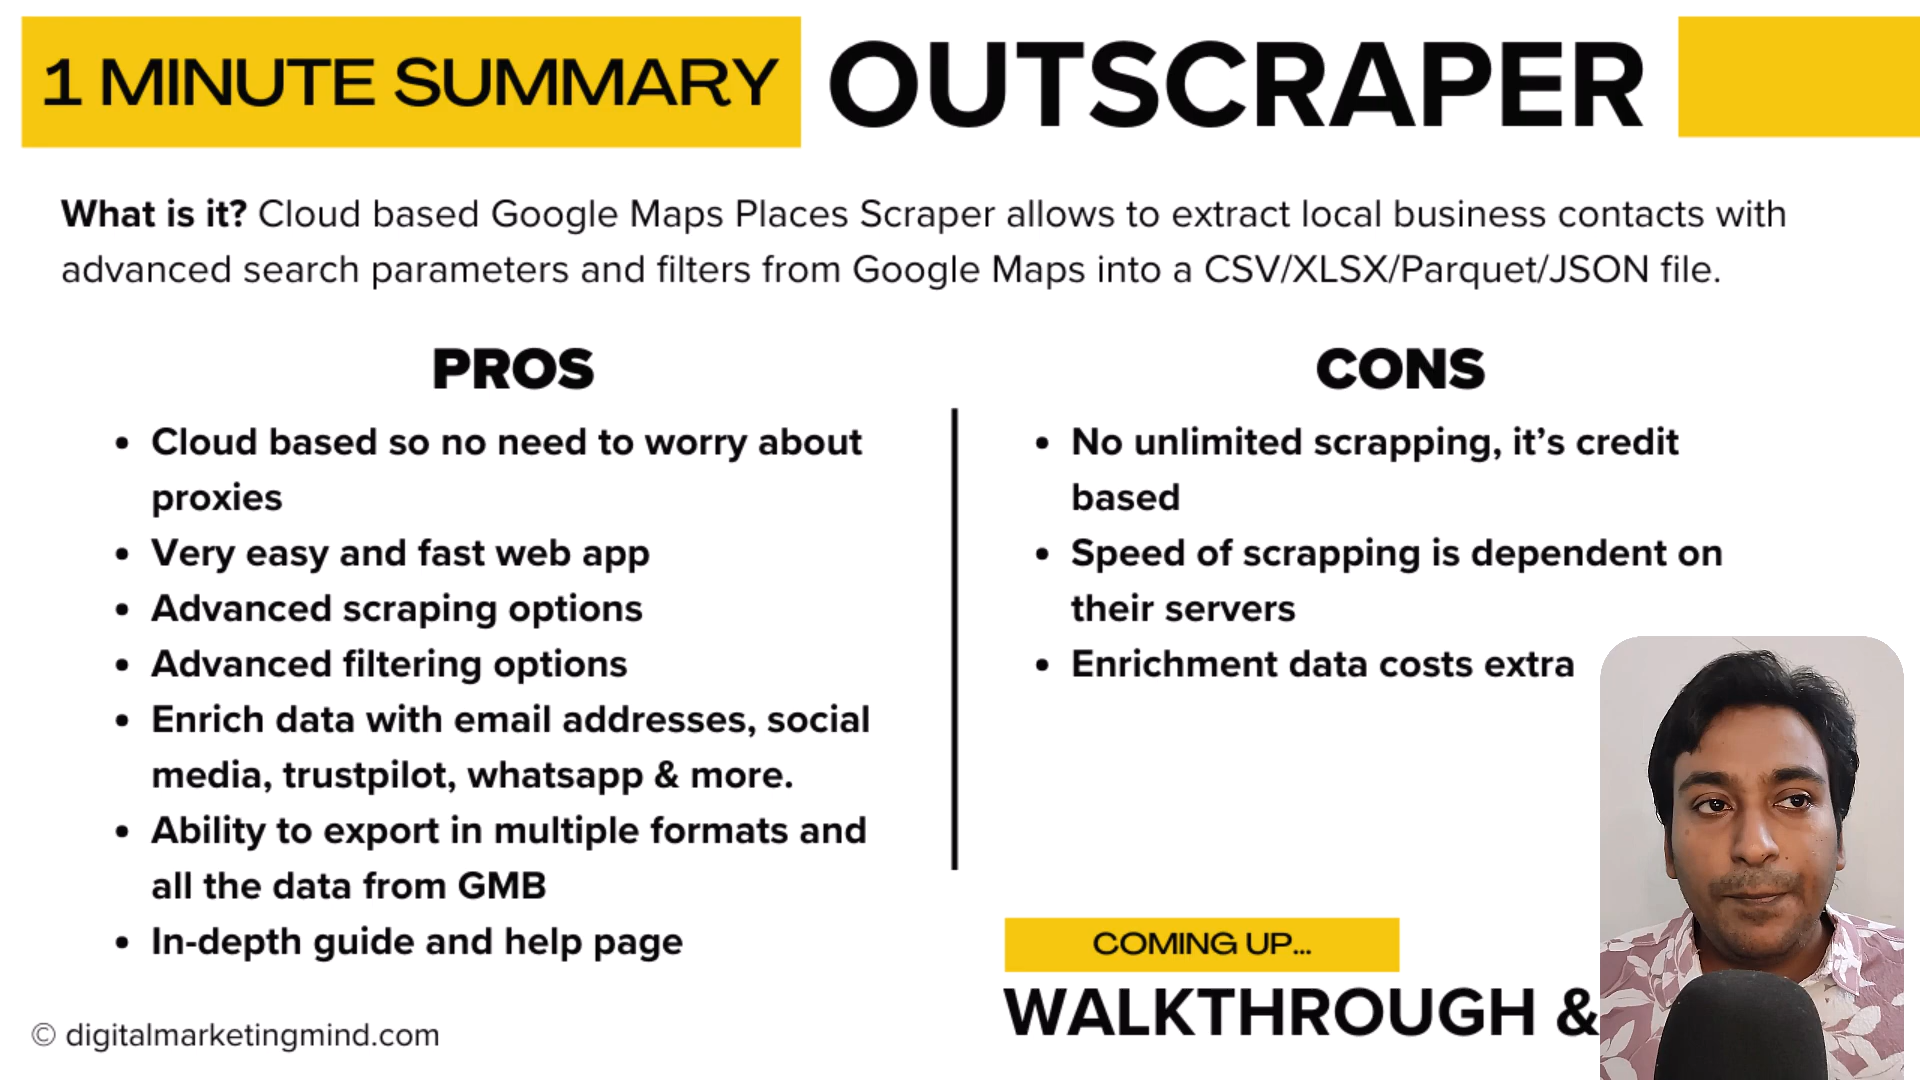 1 MINUTE SUMMARY OUTSCRAPER
What is it? Cloud based Google Maps Places Scraper allows to extract local business contacts with
advanced search parameters and filters from Google Maps into a CSV/XLSX/Parquet/JSON file.
PROS
• Cloud based so no need to worry about
proxies
• Very easy and fast web app
• Advanced scraping options
• Advanced filtering options
• Enrich data with email addresses, social
media, trustpilot, whatsapp & more.
• Ability to export in multiple formats and
all the data from GMB
• In-depth guide and help page
CONS
• No unlimited scrapping, it’s credit
based
• Speed of scrapping is dependent on
their servers
• Enrichment data costs extra
COMING UP...
WALKTHROUGH &
© digitalmarketingmind.com